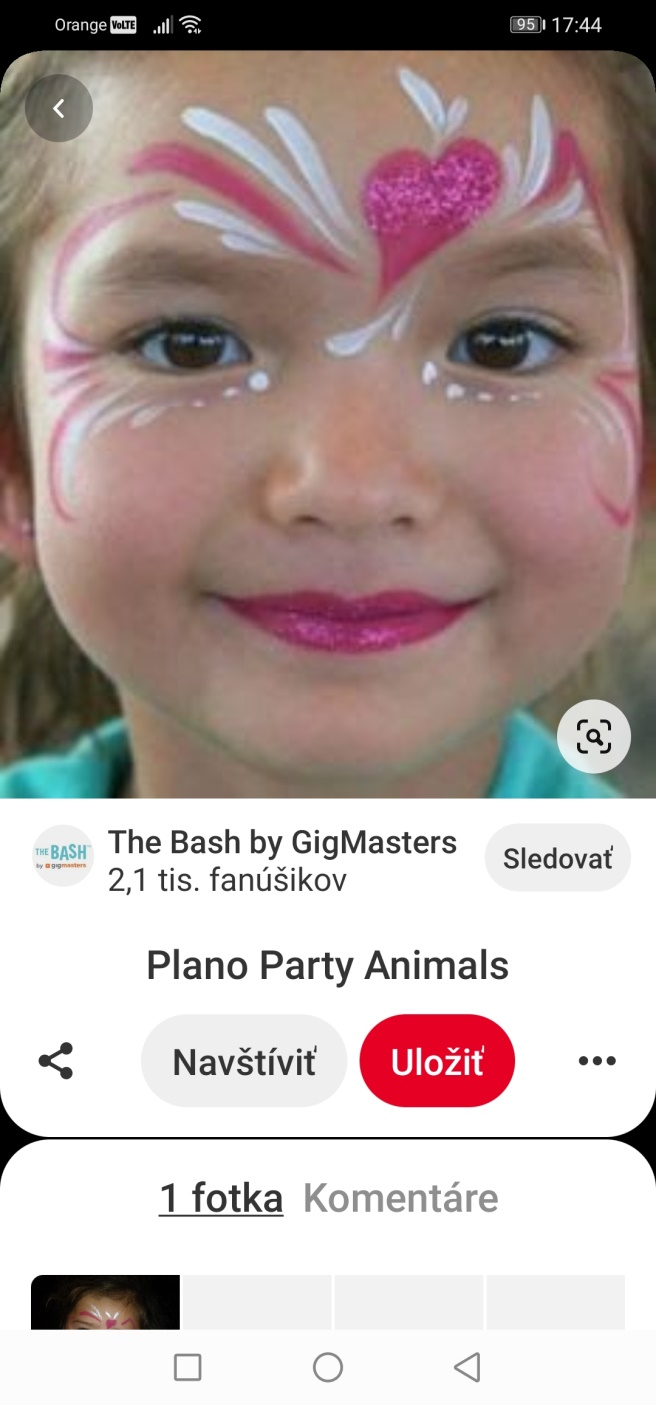 Orange VoLTE 95 17:44
THE BASH
by gigmasters
The Bash by GigMasters
2,1 tis. fanúšikov
Sledovať
Plano Party Animals
Navštíviť
Uložiť
1 fotka Komentáre